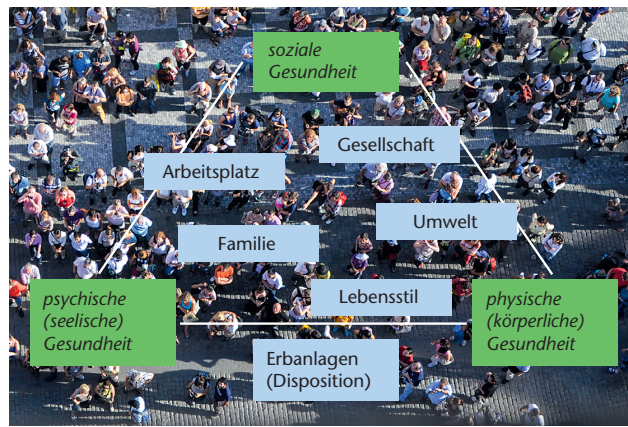 soziale
Gesundheit
Gesellschaft
Arbeitsplatz
Umwelt
Familie
psychische
(seelische)
Gesundheit
Lebensstil
physische
(körperliche)
Gesundheit
Erbanlagen
(Disposition)